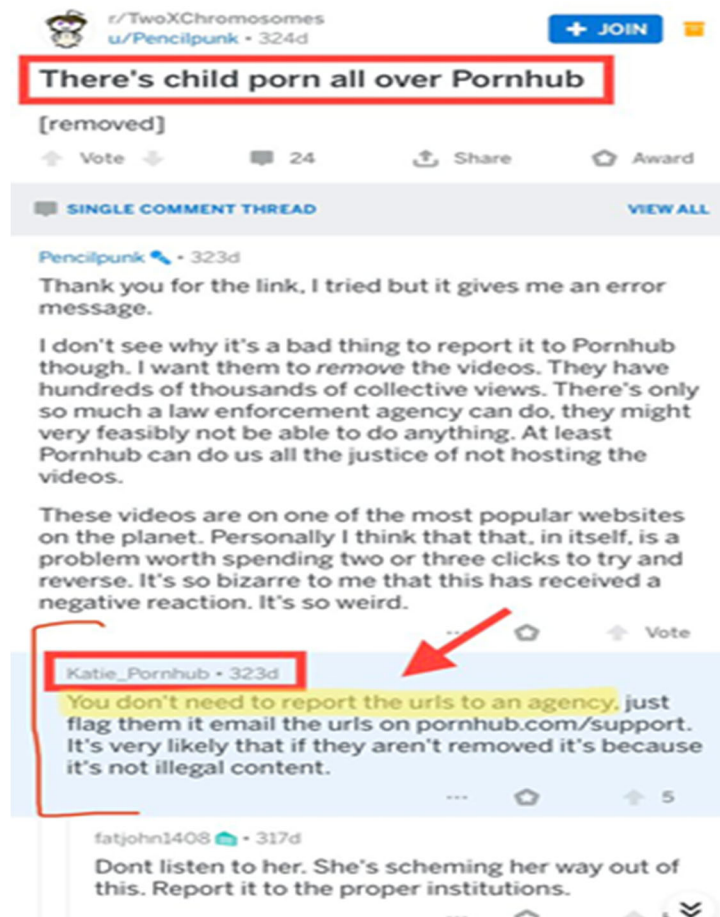 r/TwoXChromosomes
u/Pencilpunk • 324d
+ JOIN
There's child porn all over Pornhub
[removed]
Vote
24
Share
Award
SINGLE COMMENT THREAD
VIEW ALL
Pencilpunk • 323d
Thank you for the link, I tried but it gives me an error
message.
I don't see why it's a bad thing to report it to Pornhub
though. I want them to remove the videos. They have
hundreds of thousands of collective views. There's only
so much a law enforcement agency can do, they might
very feasibly not be able to do anything. At least
Pornhub can do us all the justice of not hosting the
videos.
These videos are on one of the most popular websites
on the planet. Personally I think that that, in itself, is a
problem worth spending two or three clicks to try and
reverse. It's so bizarre to me that this has received a
negative reaction. It's so weird.
... Vote
Katie_Pornhub • 323d
You don't need to report the urls to an agency, just
flag them it email the urls on pornhub.com/support.
It's very likely that if they aren't removed it's because
it's not illegal content.
... 5
fatjohn1408 • 317d
Dont listen to her. She's scheming her way out of
this. Report it to the proper institutions.